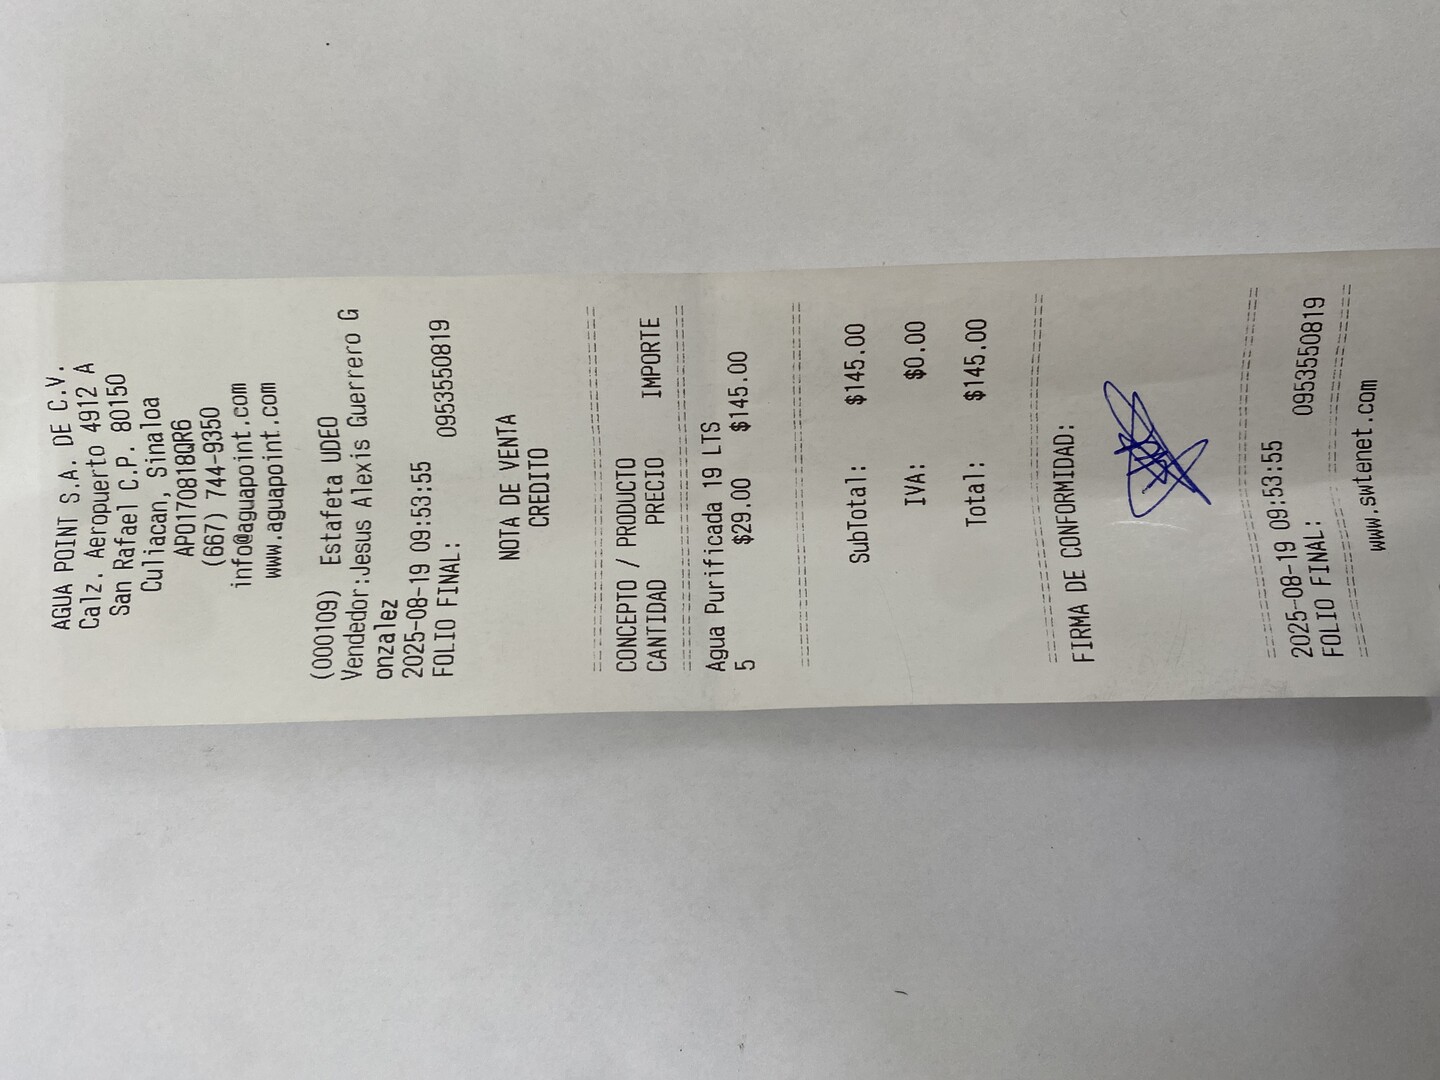 AGUA POINT S.A. DE C.V.
Calz. Aeropuerto 4912 A
San Rafael C.P. 80150
Culiacan, Sinaloa
APO170818QR6
(667) 744-9350
info@aguapoint.com
www.aguapoint.com
(000109) Estafeta UDEO
Vendedor:Jesus Alexis Guerrero G
onzalez
2025-08-19 09:53:55
FOLIO FINAL: 0953550819
NOTA DE VENTA
CREDITO
================================
CONCEPTO / PRODUCTO
CANTIDAD PRECIO IMPORTE
================================
Agua Purificada 19 LTS
5 $29.00 $145.00
================================
SubTotal: $145.00
IVA: $0.00
Total: $145.00
================================
FIRMA DE CONFORMIDAD:
================================
2025-08-19 09:53:55
FOLIO FINAL: 0953550819
================================
www.swtenet.com